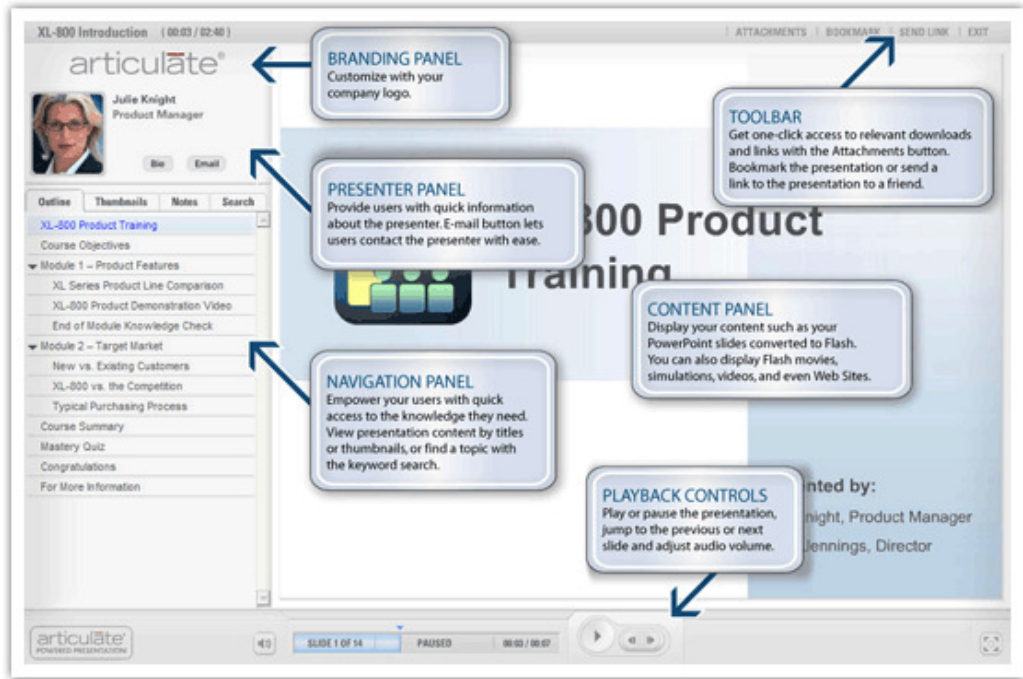 XL-800 Introduction ( 00:03 / 02:40 )
ATTACHMENTS | BOOKMARK | SEND LINK | EXIT
articulate®
Julie Knight
Product Manager
Bio Email
Outline Thumbnails Notes Search
XL-800 Product Training
Course Objectives
Module 1 – Product Features
XL Series Product Line Comparison
XL-800 Product Demonstration Video
End of Module Knowledge Check
Module 2 – Target Market
New vs. Existing Customers
XL-800 vs. the Competition
Typical Purchasing Process
Course Summary
Mastery Quiz
Congratulations
For More Information
BRANDING PANEL
Customize with your
company logo.
TOOLBAR
Get one-click access to relevant downloads
and links with the Attachments button.
Bookmark the presentation or send a
link to the presentation to a friend.
PRESENTER PANEL
Provide users with quick information
about the presenter. E-mail button lets
users contact the presenter with ease.
800 Product
Training
CONTENT PANEL
Display your content such as your
PowerPoint slides converted to Flash.
You can also display Flash movies,
simulations, videos, and even Web Sites.
NAVIGATION PANEL
Empower your users with quick
access to the knowledge they need.
View presentation content by titles
or thumbnails, or find a topic with
the keyword search.
PLAYBACK CONTROLS
Play or pause the presentation,
jump to the previous or next
slide and adjust audio volume.
nted by:
night, Product Manager
Jennings, Director
articulate®
POWERED PRESENTATION
SLIDE 1 OF 14 PAUSED 00:03 / 00:07